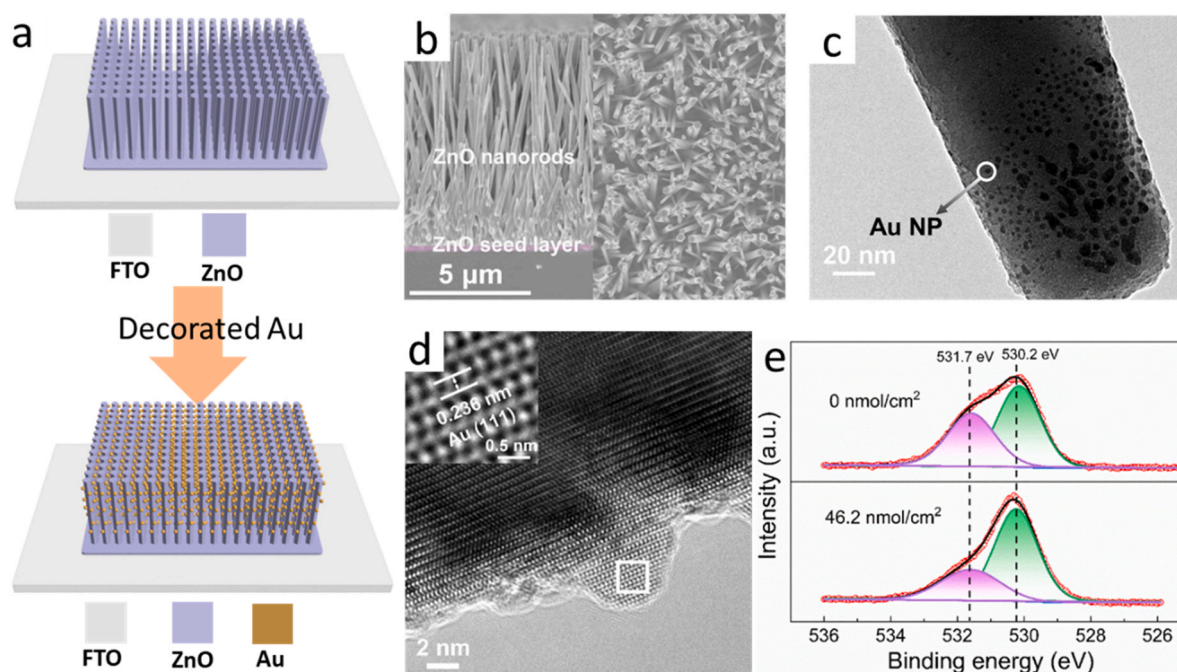 a
FTO
ZnO
Decorated Au
FTO
ZnO
Au
b
ZnO nanorods
ZnO seed layer
5 μm
c
Au NP
20 nm
d
0.236 nm
Au (111)
0.5 nm
2 nm
e
531.7 eV
530.2 eV
0 nmol/cm²
46.2 nmol/cm²
Intensity (a.u.)
536 534 532 530 528 526
Binding energy (eV)